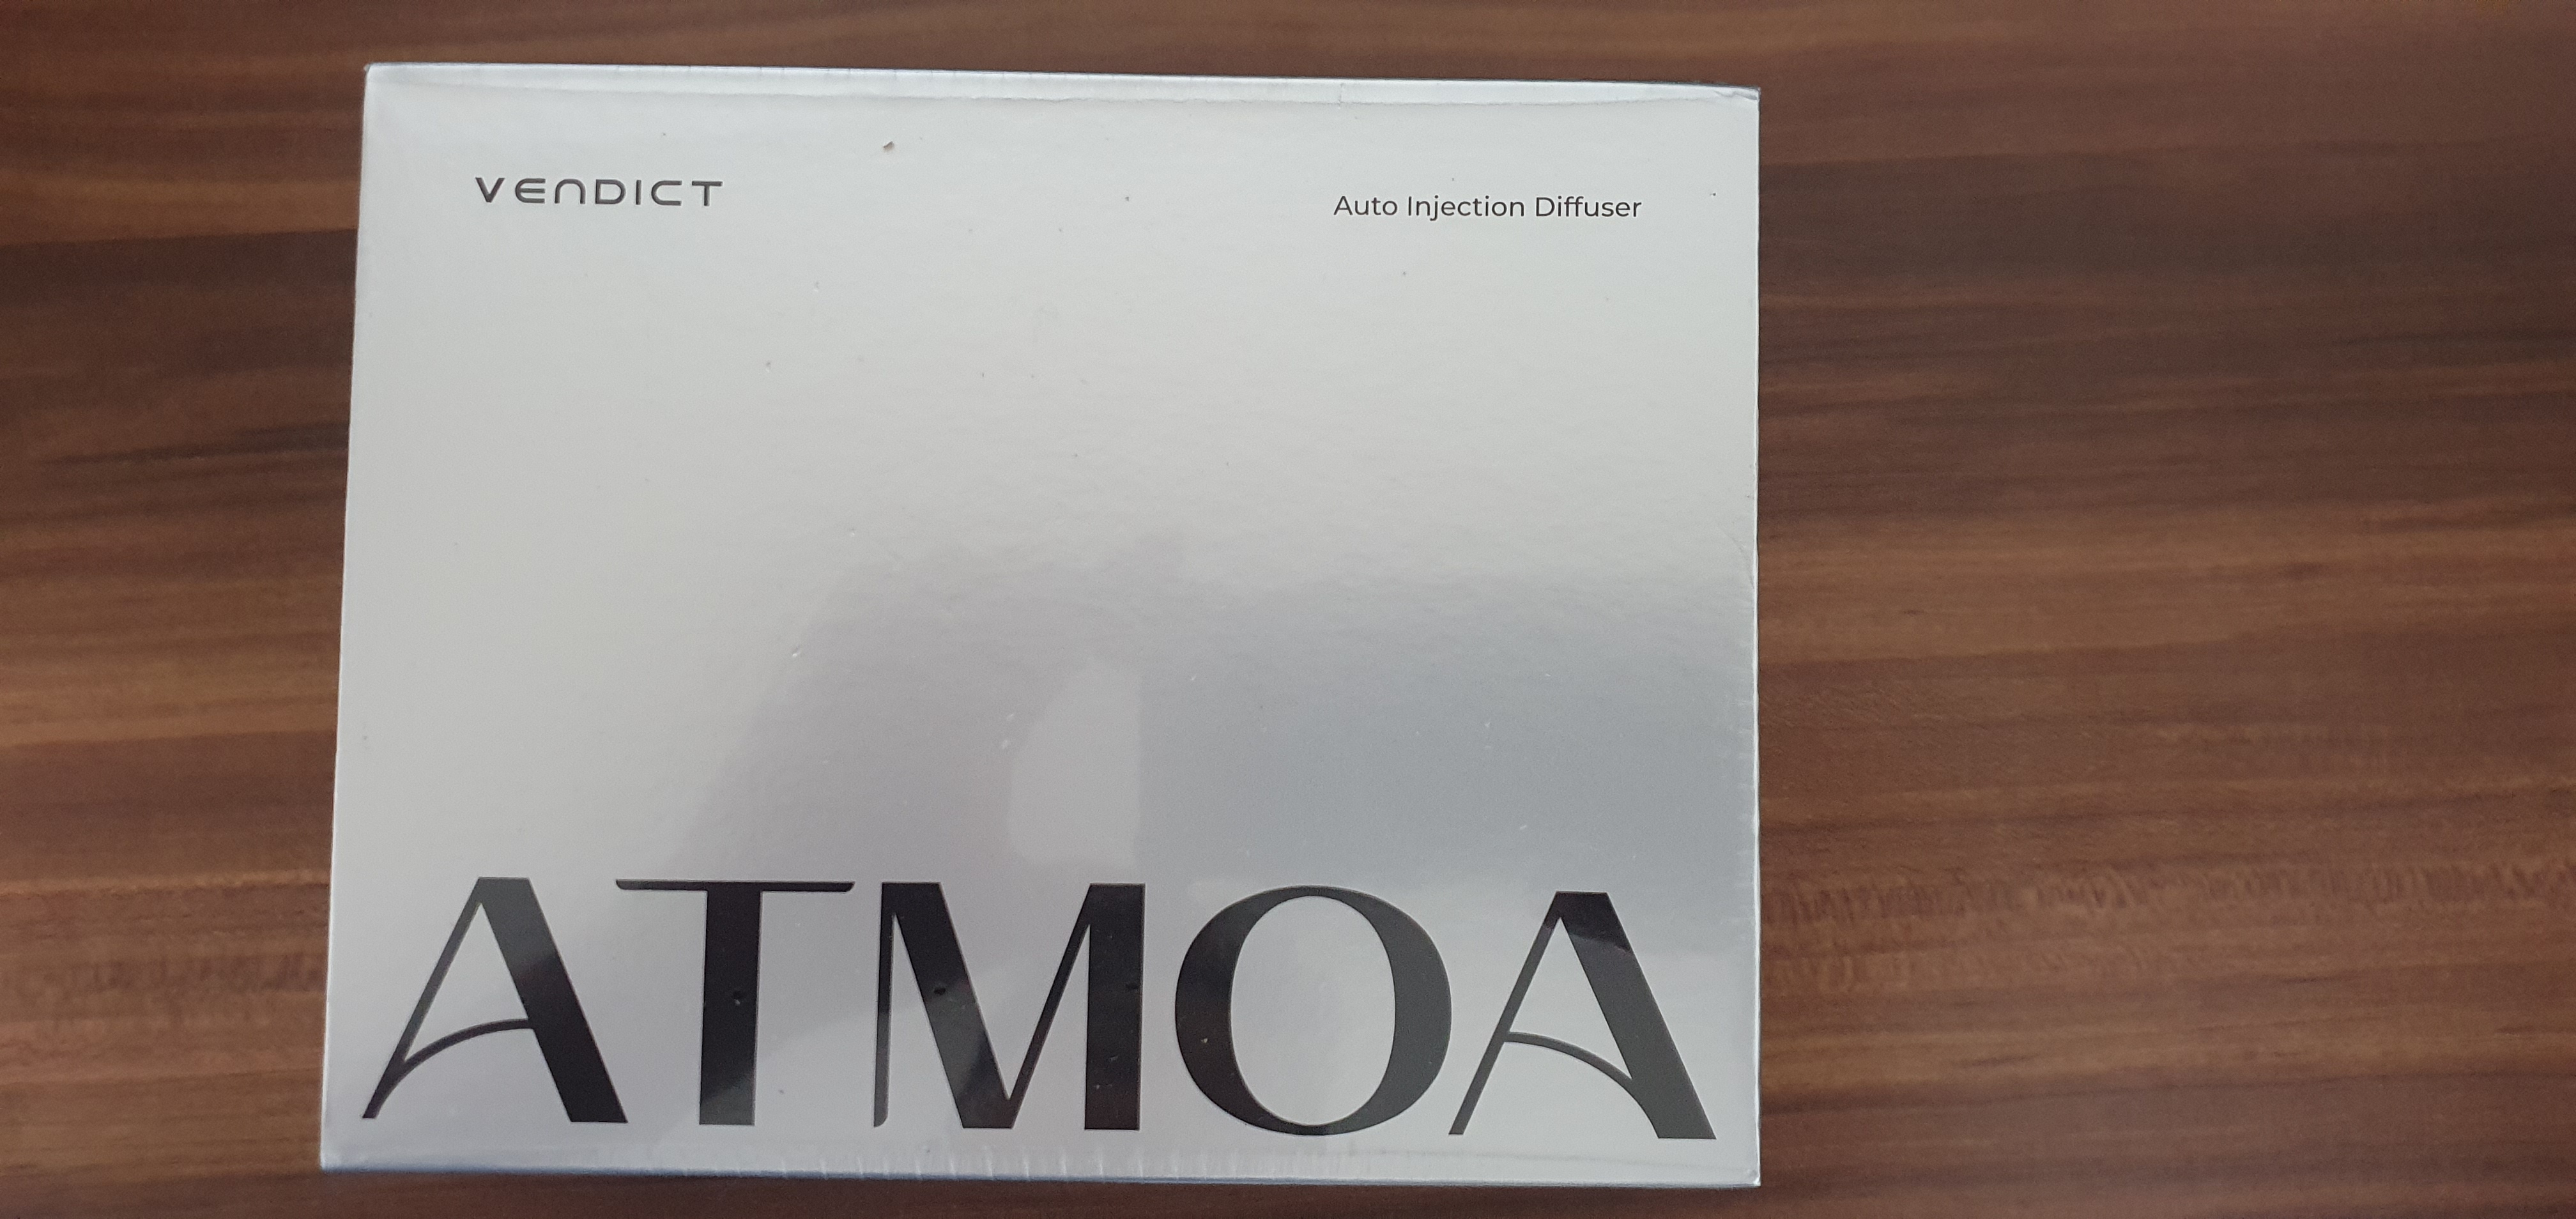 VENDICT
Auto Injection Diffuser
ATMOA